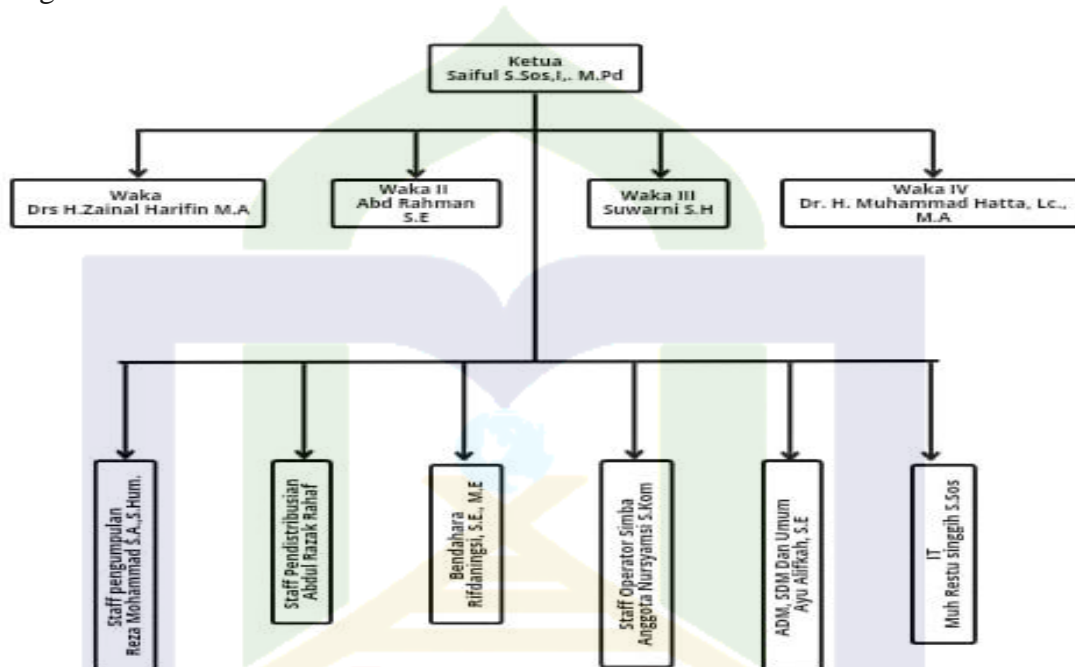 Ketua
Saiful S.Sos,I,. M.Pd
Waka
Drs H.Zainal Harifin M.A
Waka II
Abd Rahman
S.E
Waka III
Suwarni S.H
Waka IV
Dr. H. Muhammad Hatta, Lc.,
M.A
Staff pengumpulan
Reza Mohammad S.A.,S.Hum.
Staff Pendistribusian
Abdul Razak Rahaf
Bendahara
Rifdaningsi, S.E., M.E
Staff Operator Simba
Anggota Nursyamsi S.Kom
ADM, SDM Dan Umum
Ayu Alifkah, S.E
IT
Muh Restu singgih S.Sos